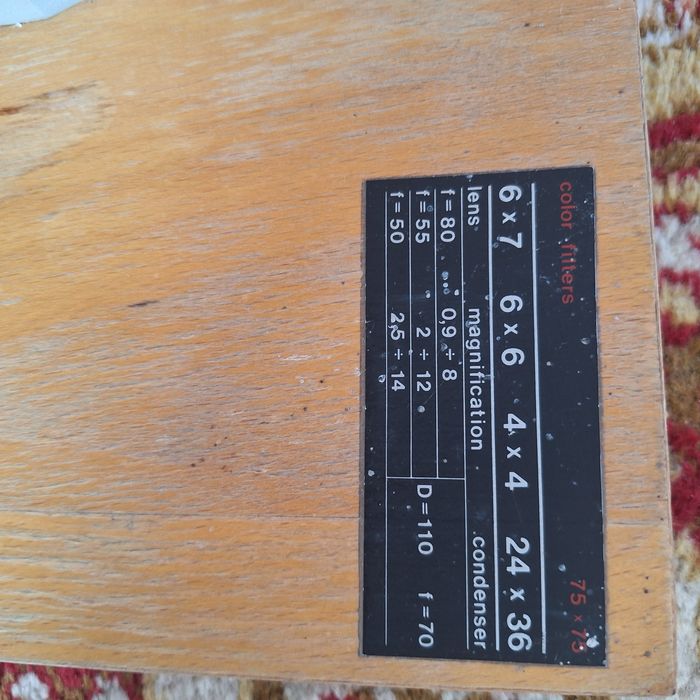 color filters 75 x 75
6 x 7 6 x 6 4 x 4 24 x 36
lens magnification condenser
f = 80 0,9 ÷ 8
f = 55 2 ÷ 12 D = 110 f = 70
f = 50 2,5 ÷ 14